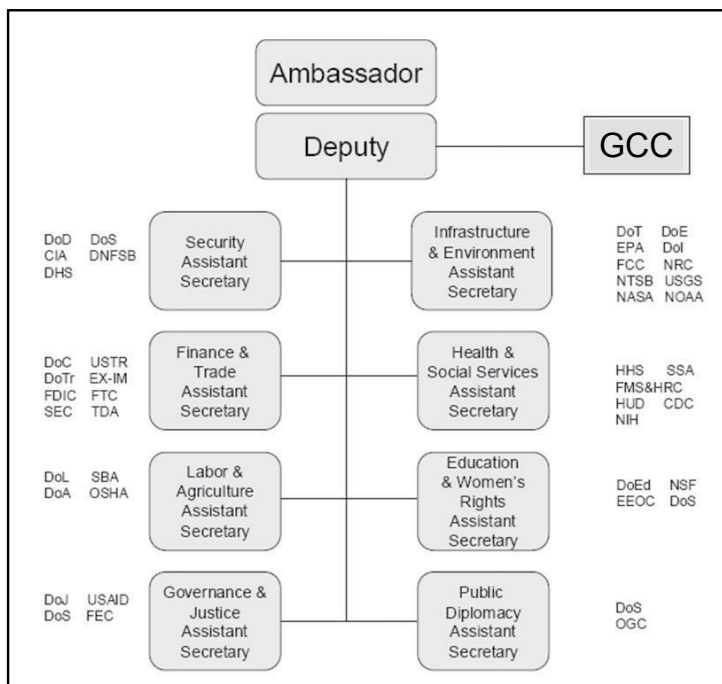 Ambassador
Deputy
GCC
DoD DoS
CIA DNFSB
DHS
Security
Assistant
Secretary
Infrastructure
& Environment
Assistant
Secretary
DoT DoE
EPA DoI
FCC NRC
NTSB USGS
NASA NOAA
DoC USTR
DoTr EX-IM
FDIC FTC
SEC TDA
Finance &
Trade
Assistant
Secretary
Health &
Social Services
Assistant
Secretary
HHS SSA
FMS&HRC
HUD CDC
NIH
DoL SBA
DoA OSHA
Labor &
Agriculture
Assistant
Secretary
Education
& Women's
Rights
Assistant
Secretary
DoEd NSF
EEOC DoS
DoJ USAID
DoS FEC
Governance &
Justice
Assistant
Secretary
Public
Diplomacy
Assistant
Secretary
DoS
OGC